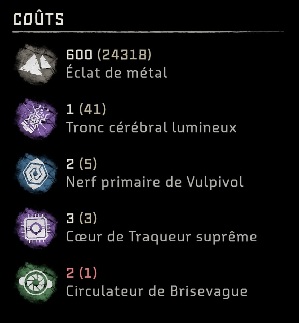 COÛTS
600 (24318)
Éclat de métal
1 (41)
Tronc cérébral lumineux
2 (5)
Nerf primaire de Vulpivol
3 (3)
Cœur de Traqueur suprême
2 (1)
Circulateur de Brisevague